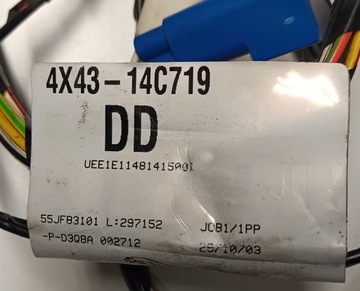 4X43-14C719
DD
UEE1E11481415001
55JFB3101 L:297152 JCB1/1PP
-P-D3Q8A 002712 25/10/03